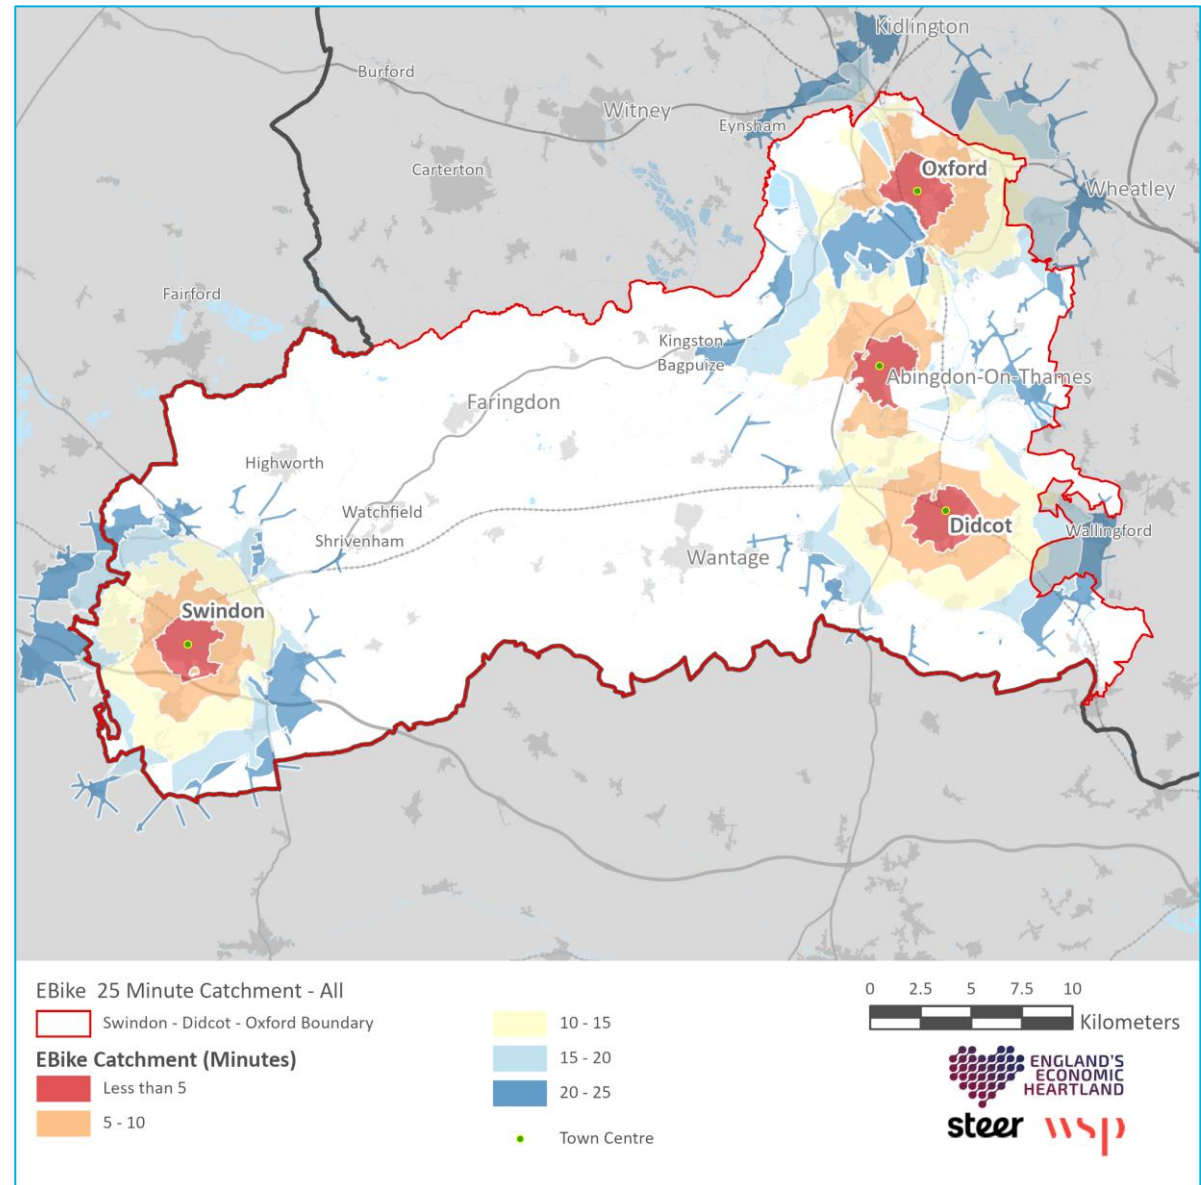 Kidlington
Burford
Witney
Eynsham
Carterton
Oxford
Wheatley
Fairford
Kingston
Bagpuize
Abingdon-On-Thames
Faringdon
Highworth
Watchfield
Shrivenham
Didcot
Wallingford
Wantage
Swindon
EBike 25 Minute Catchment - All
Swindon - Didcot - Oxford Boundary
EBike Catchment (Minutes)
Less than 5
5 - 10
10 - 15
15 - 20
20 - 25
Town Centre
0 2.5 5 7.5 10
Kilometers
ENGLAND'S
ECONOMIC
HEARTLAND
steer wsp